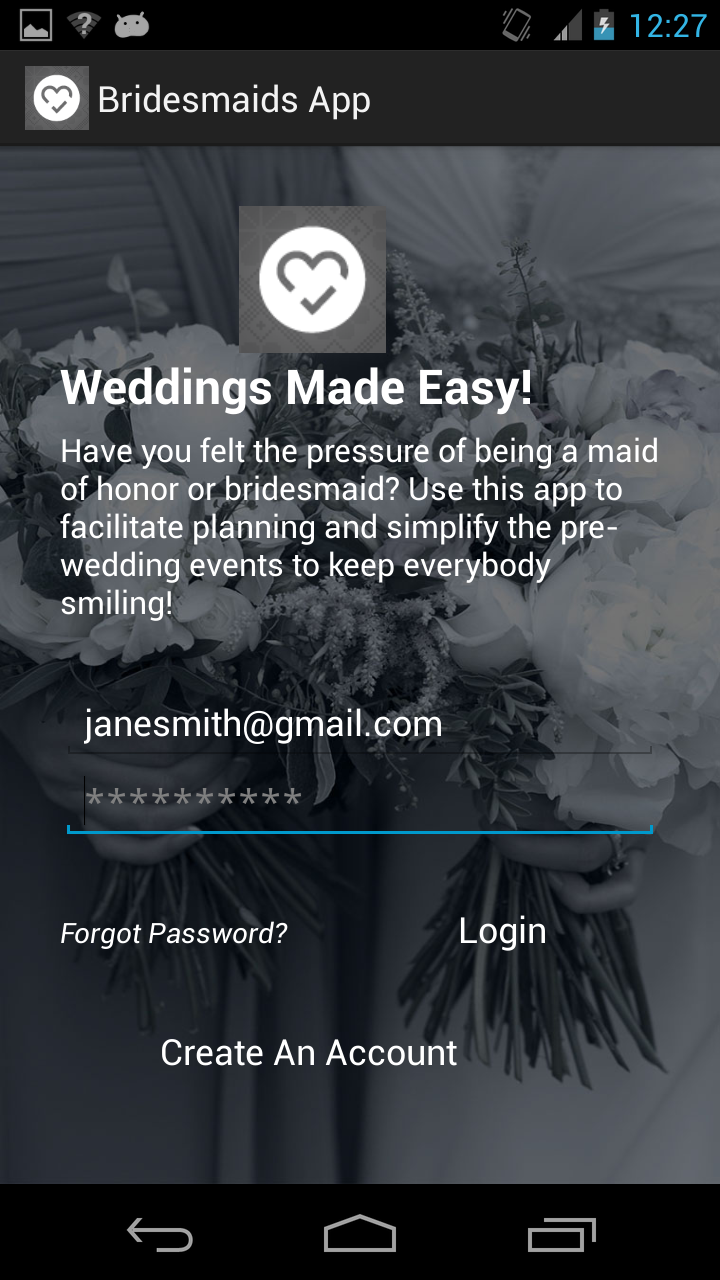 12:27
Bridesmaids App
Weddings Made Easy!
Have you felt the pressure of being a maid
of honor or bridesmaid? Use this app to
facilitate planning and simplify the pre-
wedding events to keep everybody
smiling!
janesmith@gmail.com
**********
Forgot Password?
Login
Create An Account